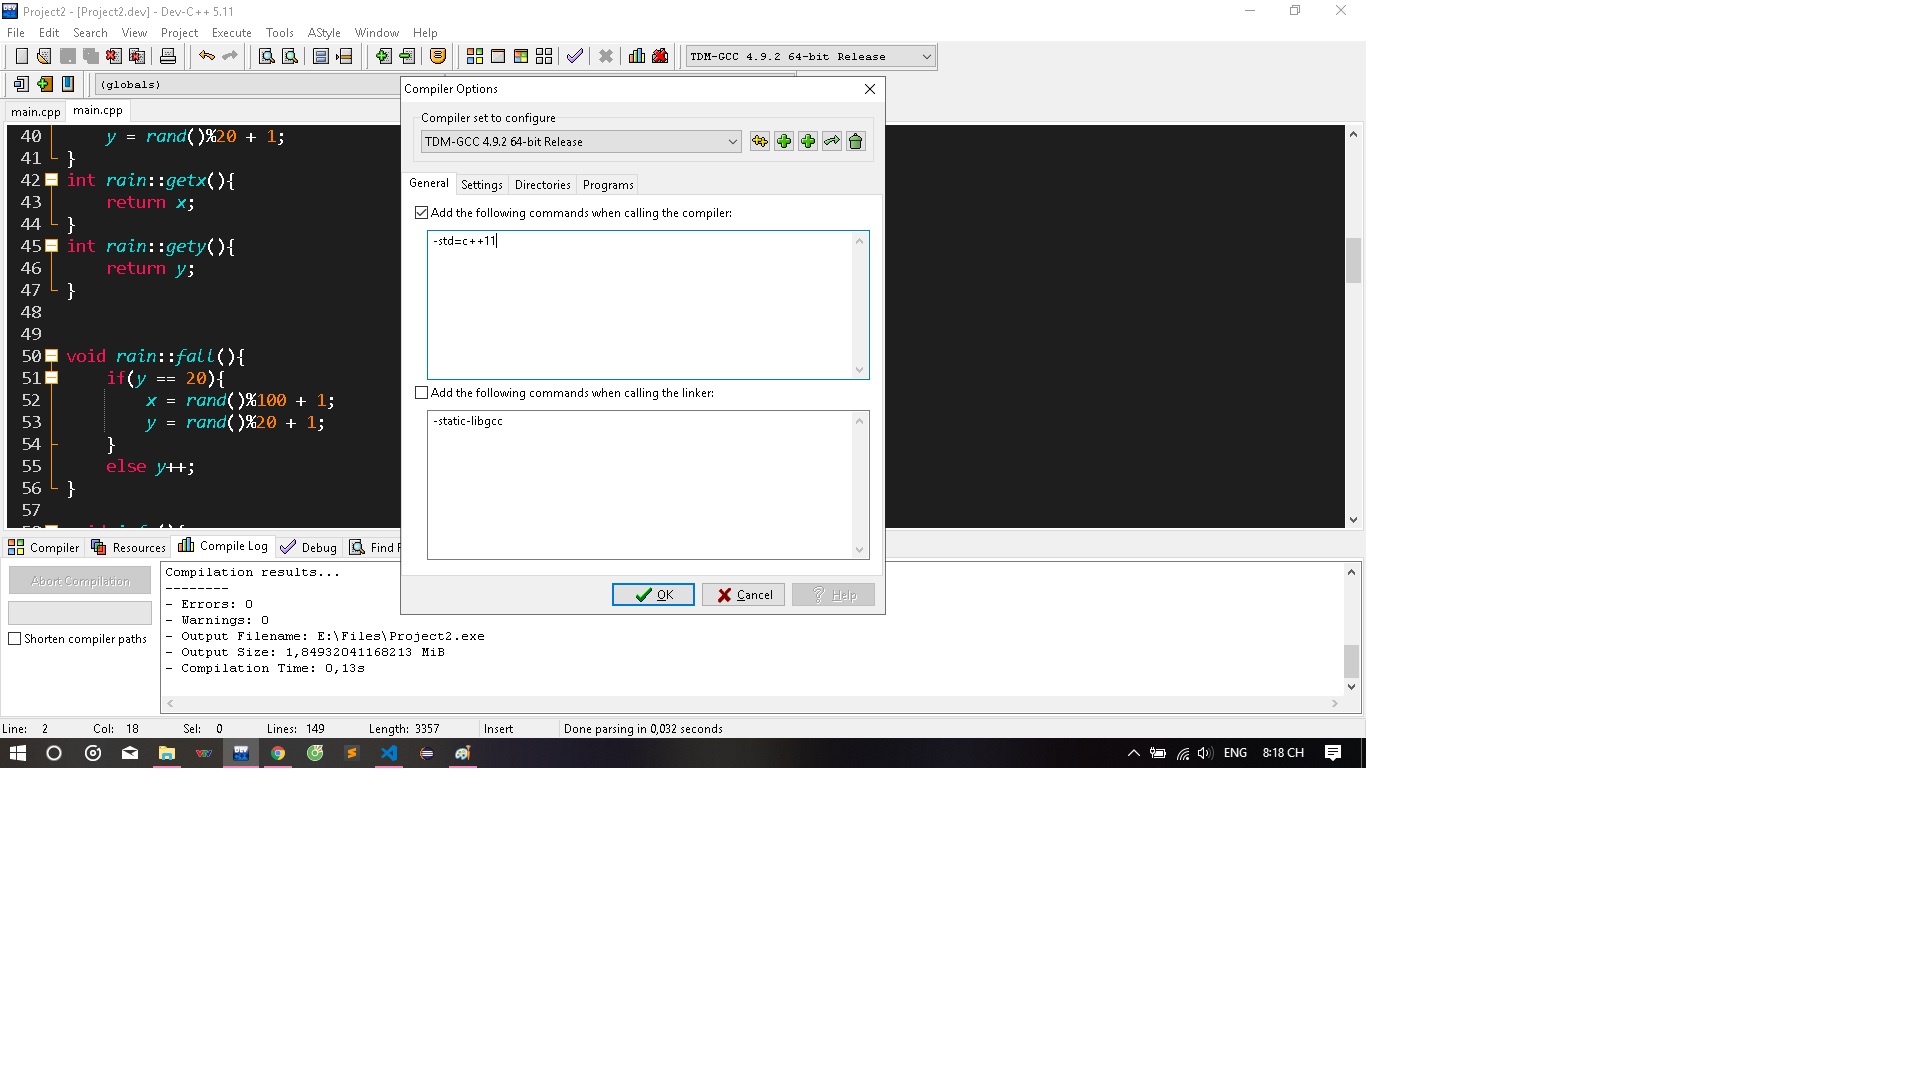 Project2 - [Project2.dev] - Dev-C++ 5.11
File Edit Search View Project Execute Tools AStyle Window Help
TDM-GCC 4.9.2 64-bit Release
(globals)
main.cpp main.cpp
40 y = rand()%20 + 1;
41 }
42 int rain::getx(){
43 return x;
44 }
45 int rain::gety(){
46 return y;
47 }
48
49
50 void rain::fall(){
51 if(y == 20){
52 x = rand()%100 + 1;
53 y = rand()%20 + 1;
54 }
55 else y++;
56 }
57
Compiler Options
Compiler set to configure
TDM-GCC 4.9.2 64-bit Release
General Settings Directories Programs
Add the following commands when calling the compiler:
-std=c++11
Add the following commands when calling the linker:
-static-libgcc
OK Cancel Help
Compiler Resources Compile Log Debug Find
Abort Compilation
Shorten compiler paths
Compilation results...
--------
- Errors: 0
- Warnings: 0
- Output Filename: E:\Files\Project2.exe
- Output Size: 1,84932041168213 MiB
- Compilation Time: 0,13s
Line: 2 Col: 18 Sel: 0 Lines: 149 Length: 3357 Insert Done parsing in 0,032 seconds
ENG 8:18 CH